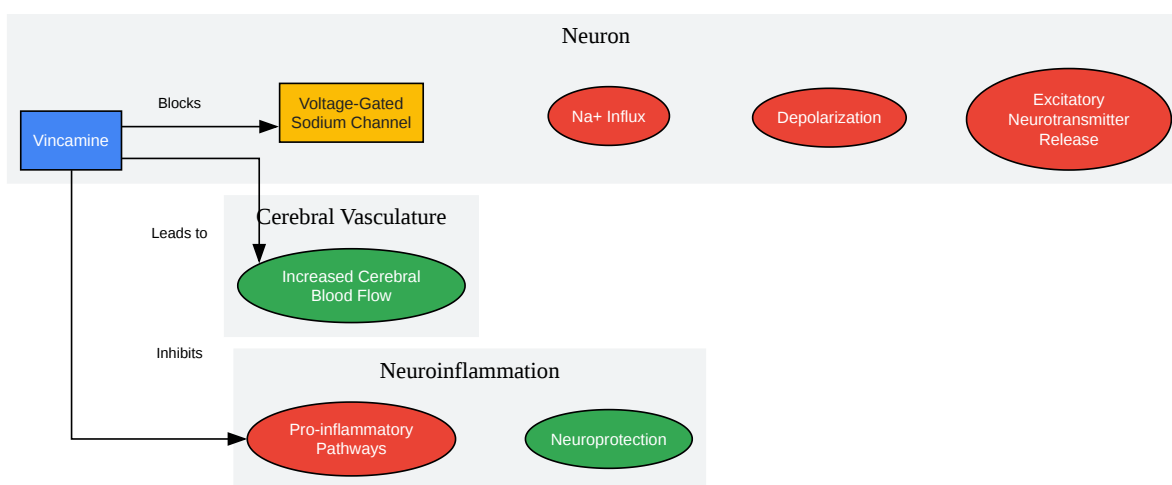 Neuron
Blocks
Voltage-Gated
Sodium Channel
Vincamine
Na+ Influx
Depolarization
Excitatory
Neurotransmitter
Release
Leads to
Cerebral Vasculature
Increased Cerebral
Blood Flow
Inhibits
Neuroinflammation
Pro-inflammatory
Pathways
Neuroprotection